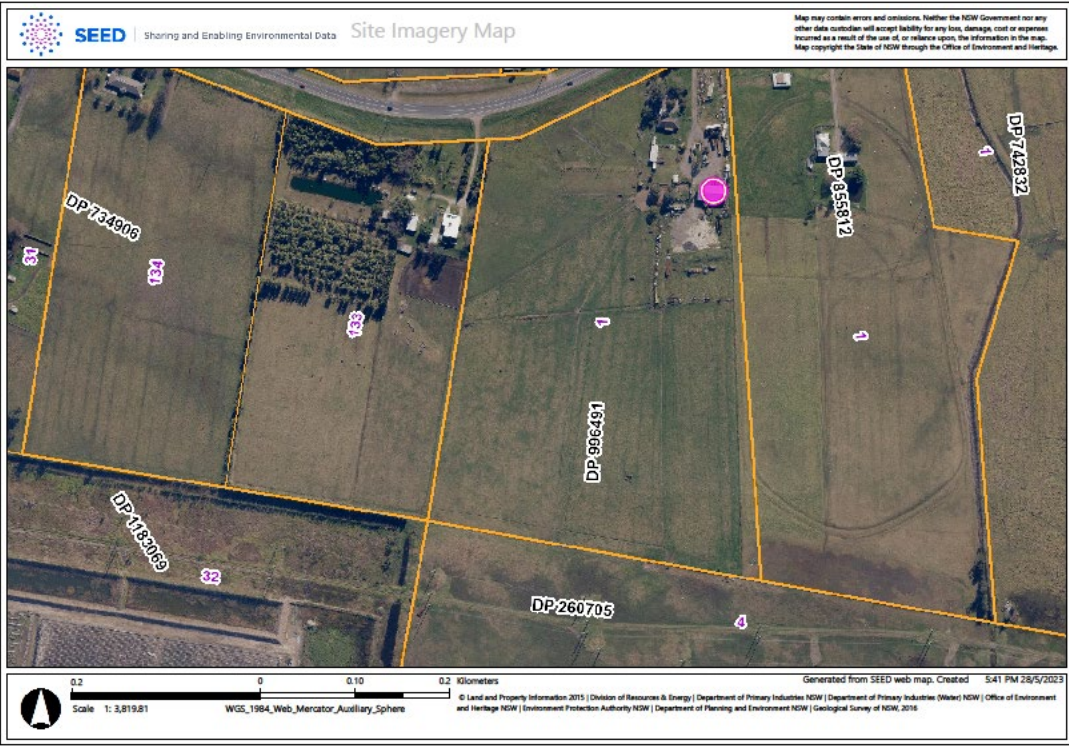 SEED Sharing and Enabling Environmental Data Site Imagery Map
Map may contain errors and omissions. Neither the NSW Government nor any
other data custodian will accept liability for any loss, damage, cost or expenses
incurred as a result of the use of, or reliance upon, the information in the map.
Map copyright the State of NSW through the Office of Environment and Heritage.
DP 742832
1
DP 855812
DP 734906
31
134
133
1
1
DP 996491
DP 1183069
32
DP 260705
4
0.2 0 0.10 0.2 Kilometers
Generated from SEED web map. Created 5:41 PM 28/5/2023
Scale 1: 3,819.81 WGS_1984_Web_Mercator_Auxiliary_Sphere
© Land and Property Information 2015 | Division of Resources & Energy | Department of Primary Industries NSW | Department of Primary Industries (Water) NSW | Office of Environment
and Heritage NSW | Environment Protection Authority NSW | Department of Planning and Environment NSW | Geological Survey of NSW, 2016